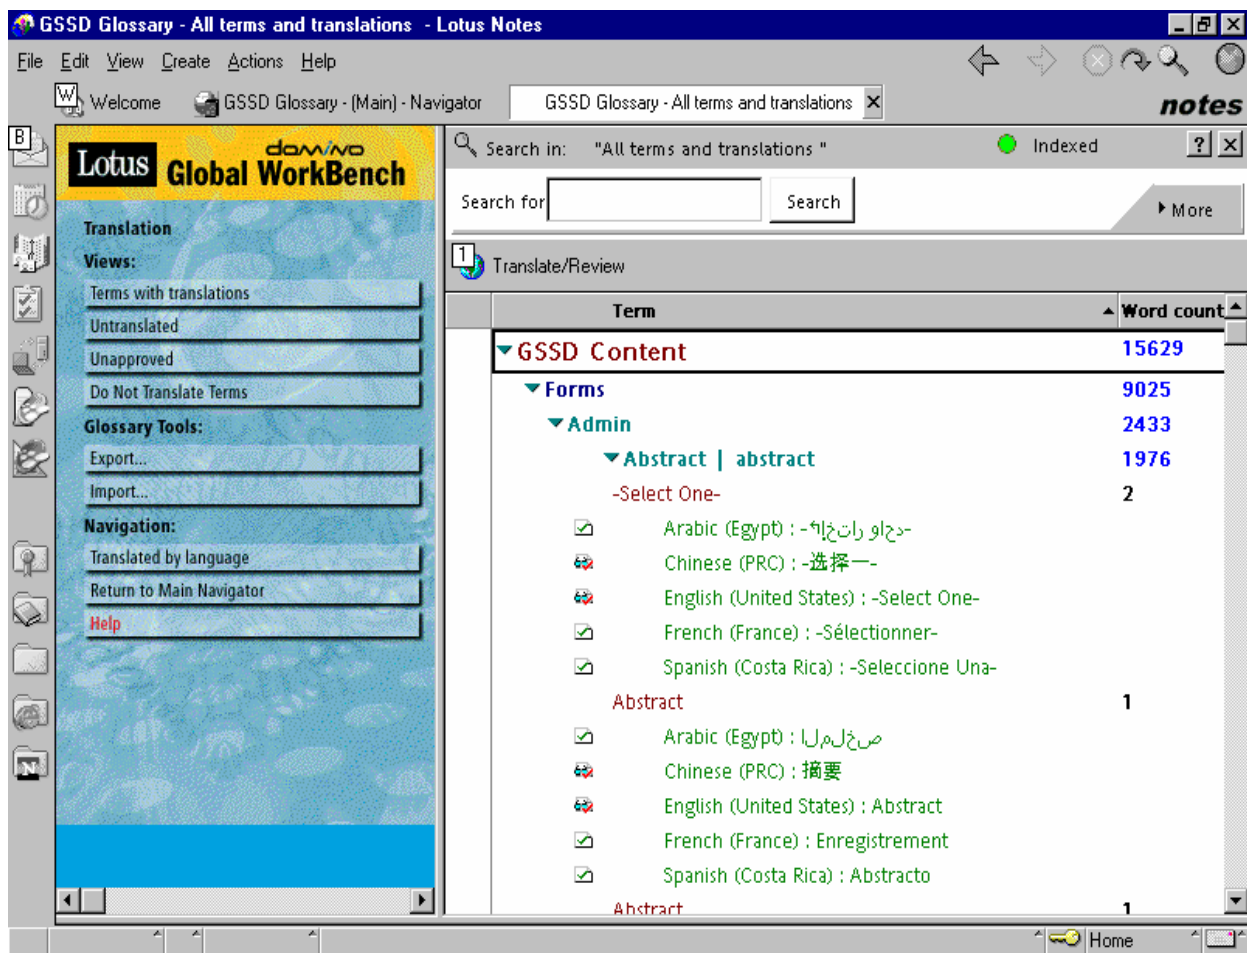 GSSD Glossary - All terms and translations - Lotus Notes
File Edit View Create Actions Help
W Welcome GSSD Glossary - (Main) - Navigator GSSD Glossary - All terms and translations
notes
B
Lotus domino Global WorkBench
Search in: "All terms and translations " Indexed ?
Search for Search More
Translation
Views:
Terms with translations
Untranslated
Unapproved
Do Not Translate Terms
Glossary Tools:
Export...
Import...
Navigation:
Translated by language
Return to Main Navigator
Help
1 Translate/Review
Term Word count
GSSD Content 15629
Forms 9025
Admin 2433
Abstract | abstract 1976
-Select One- 2
Arabic (Egypt) :
Chinese (PRC) : -选择一-
English (United States) : -Select One-
French (France) : -Sélectionner-
Spanish (Costa Rica) : -Seleccione Una-
Abstract 1
Arabic (Egypt) :
Chinese (PRC) : 摘要
English (United States) : Abstract
French (France) : Enregistrement
Spanish (Costa Rica) : Abstracto
Abstract 1
N
Home